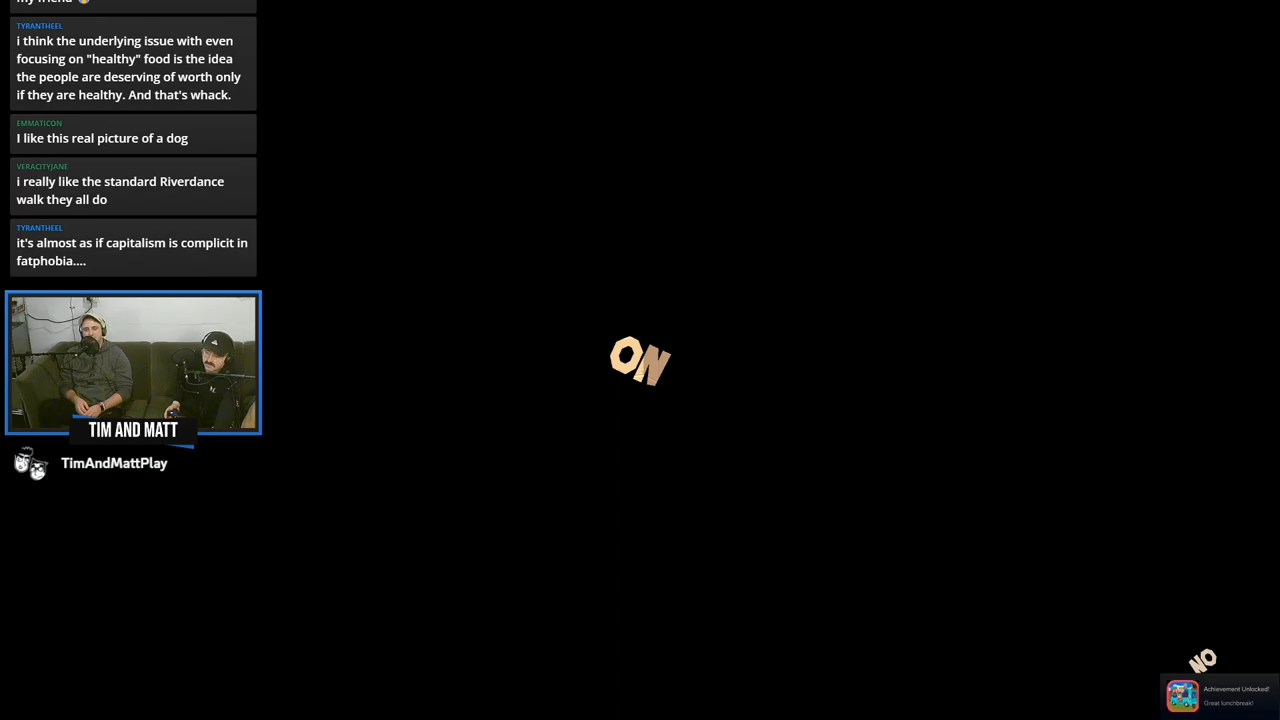 TYRANTHEEL
i think the underlying issue with even
focusing on "healthy" food is the idea
the people are deserving of worth only
if they are healthy. And that's whack.
EMMATICON
I like this real picture of a dog
VERACITYJANE
i really like the standard Riverdance
walk they all do
TYRANTHEEL
it's almost as if capitalism is complicit in
fatphobia....
ON
TIM AND MATT
TimAndMattPlay
NO
Achievement Unlocked!
Great lunchbreak!